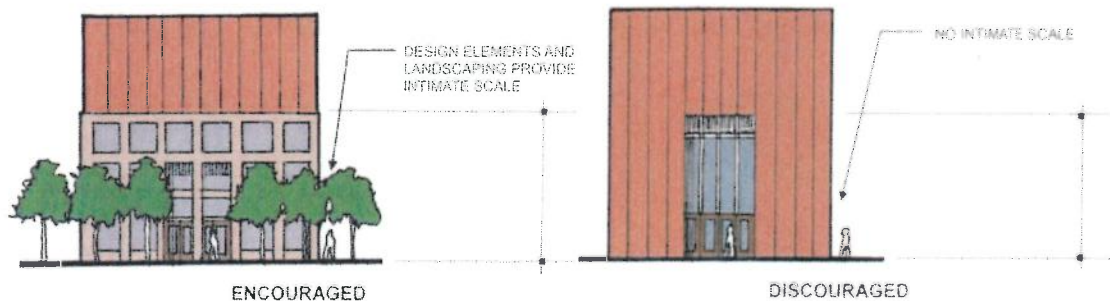 DESIGN ELEMENTS AND
LANDSCAPING PROVIDE
INTIMATE SCALE
ENCOURAGED
NO INTIMATE SCALE
DISCOURAGED